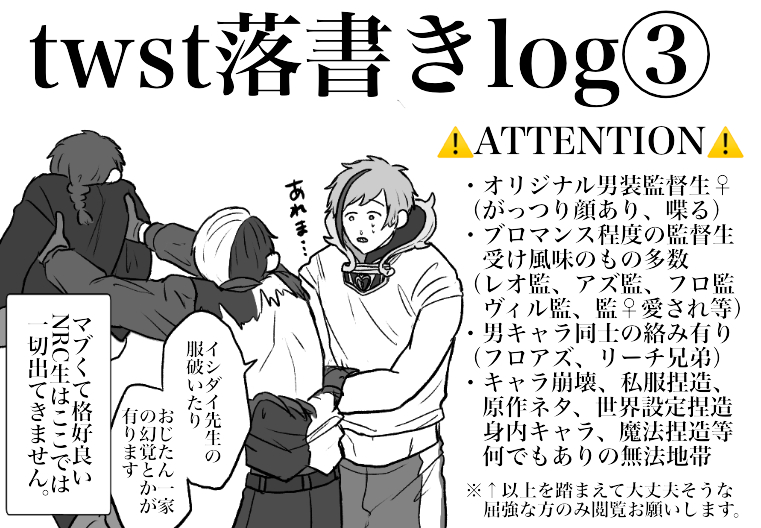 twst落書きlog③
⚠ATTENTION⚠
・オリジナル男装監督生♀
（がっつり顔あり、喋る）
・ブロマンス程度の監督生
受け風味のもの多数
（レオ監、アズ監、フロ監
ヴィル監、監♀愛され等）
・男キャラ同士の絡み有り
（フロアズ、リーチ兄弟）
・キャラ崩壊、私服捏造、
原作ネタ、世界設定捏造
身内キャラ、魔法捏造等
何でもありの無法地帯
※↑以上を踏まえて大丈夫そうな
屈強な方のみ閲覧お願いします。
あれま…
インダイ先生の
服破いたり
おじたん一家
の幻覚とかが
有ります
マブくて格好良い
NRC生はここでは
一切出てきません。